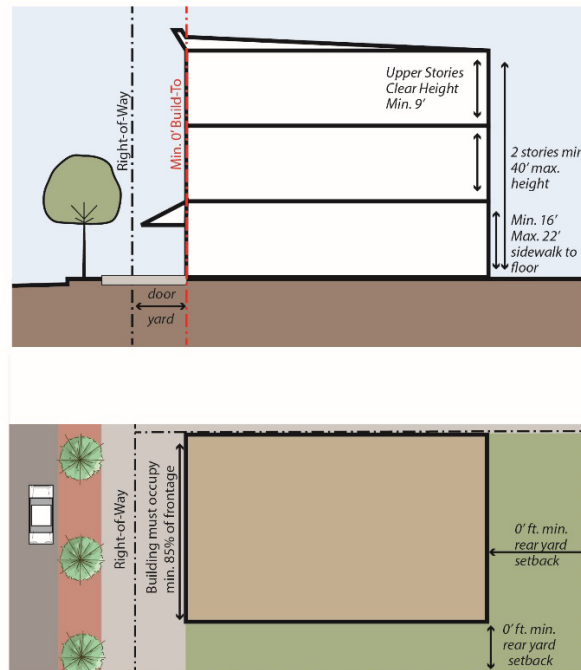 Right-of-Way
Min. 0' Build-To
Upper Stories
Clear Height
Min. 9'
2 stories min
40' max.
height
Min. 16'
Max. 22'
sidewalk to
floor
door
yard
Right-of-Way
Building must occupy
min. 85% of frontage
0' ft. min.
rear yard
setback
0' ft. min.
rear yard
setback